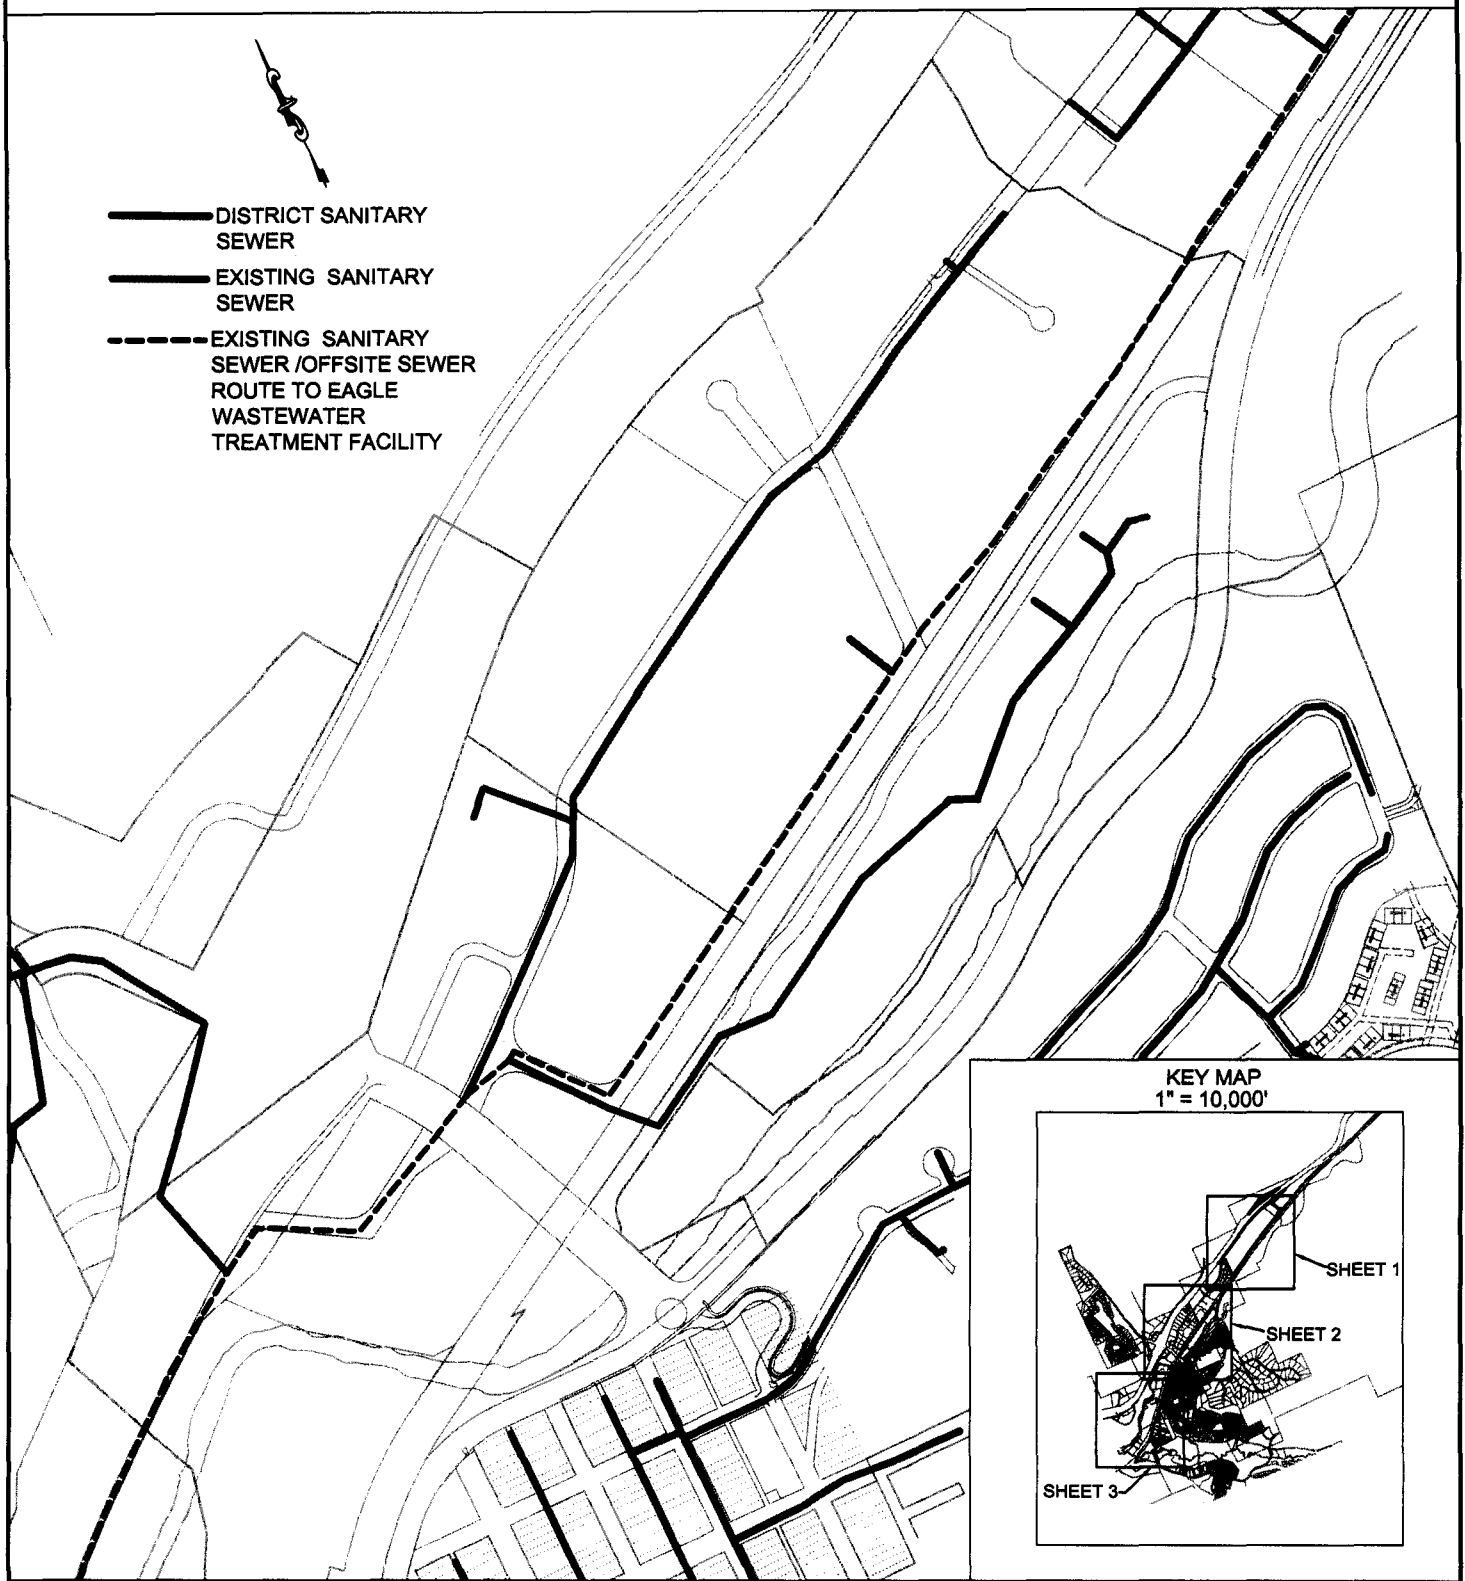 DISTRICT SANITARY
SEWER
EXISTING SANITARY
SEWER
EXISTING SANITARY
SEWER /OFFSITE SEWER
ROUTE TO EAGLE
WASTEWATER
TREATMENT FACILITY
KEY MAP
1" = 10,000'
SHEET 1
SHEET 2
SHEET 3